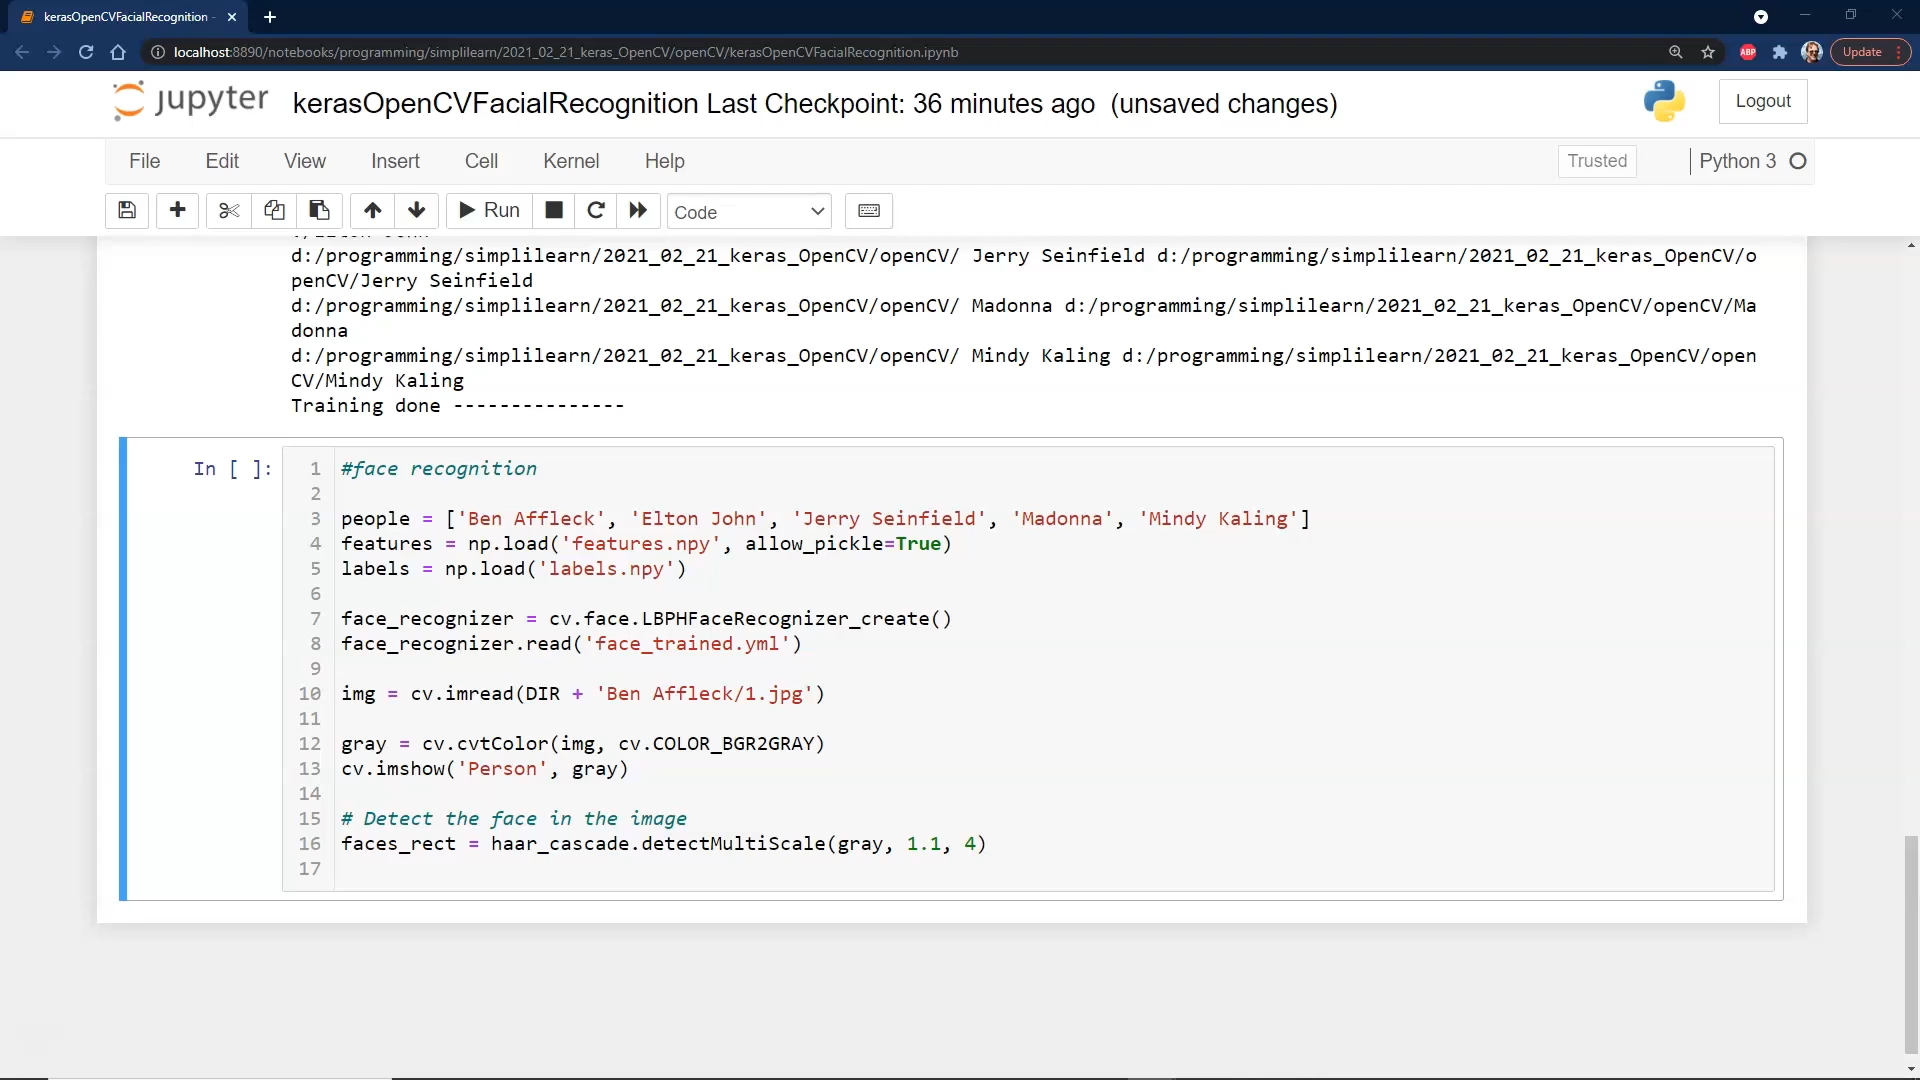 kerasOpenCVFacialRecognition -
localhost:8890/notebooks/programming/simplilearn/2021_02_21_keras_OpenCV/openCV/kerasOpenCVFacialRecognition.ipynb
ABP
Update
jupyter kerasOpenCVFacialRecognition Last Checkpoint: 36 minutes ago (unsaved changes)
Logout
File Edit View Insert Cell Kernel Help
Trusted
Python 3
Run
Code
d:/programming/simplilearn/2021_02_21_keras_OpenCV/openCV/ Jerry Seinfield d:/programming/simplilearn/2021_02_21_keras_OpenCV/o
penCV/Jerry Seinfield
d:/programming/simplilearn/2021_02_21_keras_OpenCV/openCV/ Madonna d:/programming/simplilearn/2021_02_21_keras_OpenCV/openCV/Ma
donna
d:/programming/simplilearn/2021_02_21_keras_OpenCV/openCV/ Mindy Kaling d:/programming/simplilearn/2021_02_21_keras_OpenCV/open
CV/Mindy Kaling
Training done ---------------
In [ ]:
1 #face recognition
2
3 people = ['Ben Affleck', 'Elton John', 'Jerry Seinfield', 'Madonna', 'Mindy Kaling']
4 features = np.load('features.npy', allow_pickle=True)
5 labels = np.load('labels.npy')
6
7 face_recognizer = cv.face.LBPHFaceRecognizer_create()
8 face_recognizer.read('face_trained.yml')
9
10 img = cv.imread(DIR + 'Ben Affleck/1.jpg')
11
12 gray = cv.cvtColor(img, cv.COLOR_BGR2GRAY)
13 cv.imshow('Person', gray)
14
15 # Detect the face in the image
16 faces_rect = haar_cascade.detectMultiScale(gray, 1.1, 4)
17